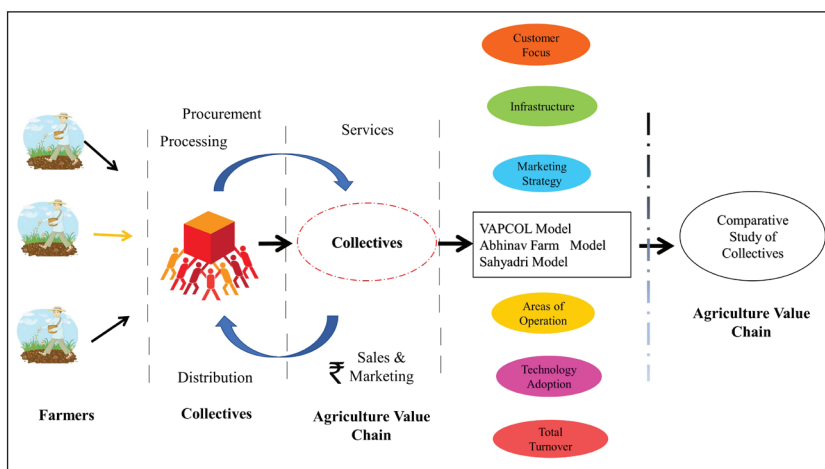 Farmers
Procurement
Processing
Distribution
Collectives
Services
Collectives
₹ Sales &
Marketing
Agriculture Value
Chain
Customer
Focus
Infrastructure
Marketing
Strategy
VAPCOL Model
Abhinav Farm Model
Sahyadri Model
Areas of
Operation
Technology
Adoption
Total
Turnover
Comparative
Study of
Collectives
Agriculture Value
Chain